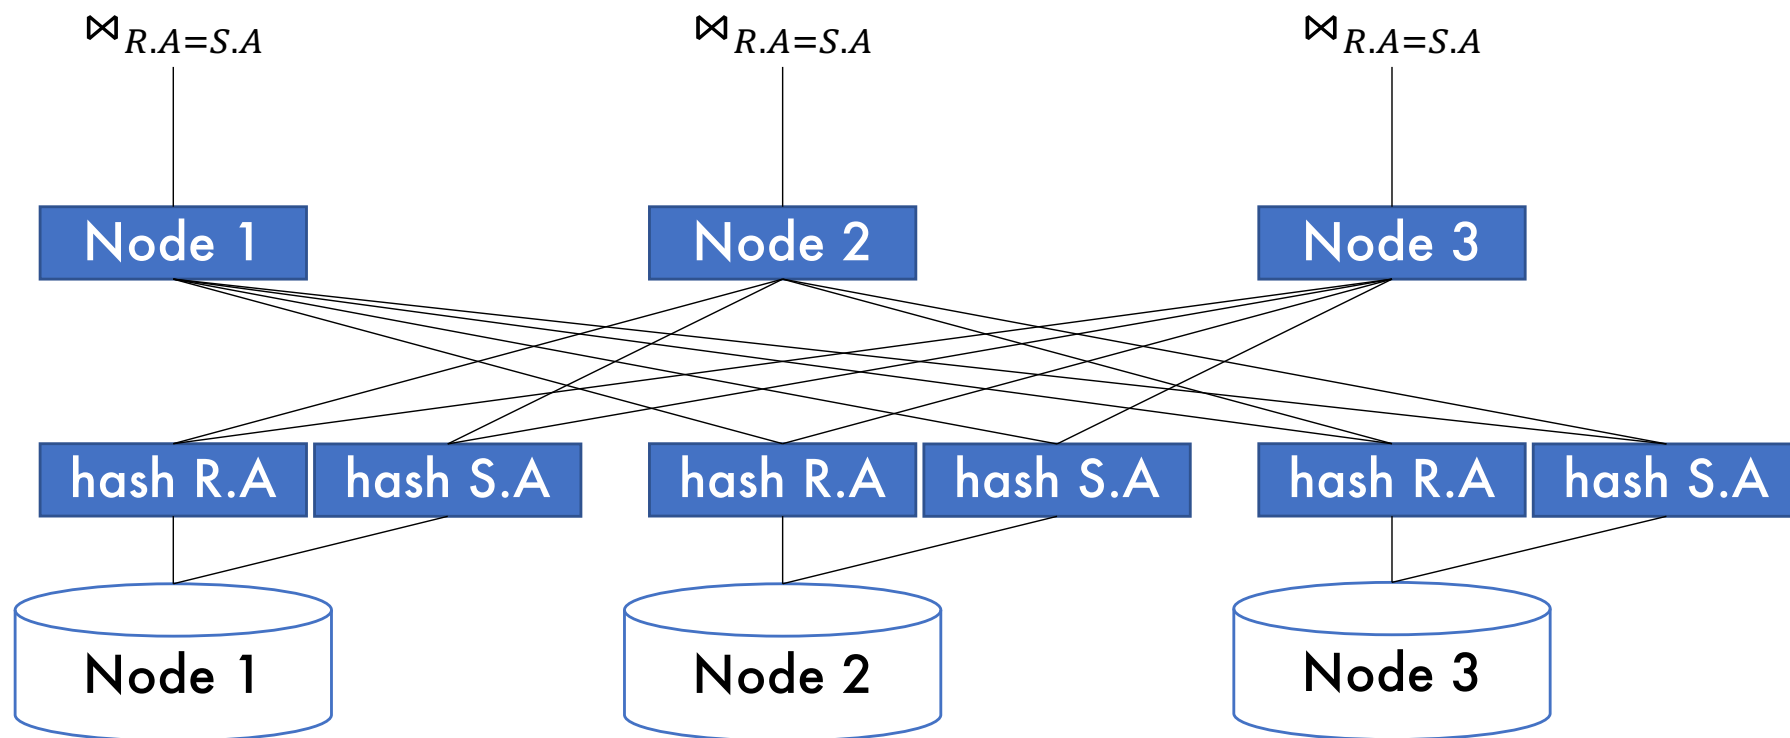 ⋈R.A=S.A ⋈R.A=S.A ⋈R.A=S.A
Node 1 Node 2 Node 3
hash R.A hash S.A hash R.A hash S.A hash R.A hash S.A
Node 1 Node 2 Node 3